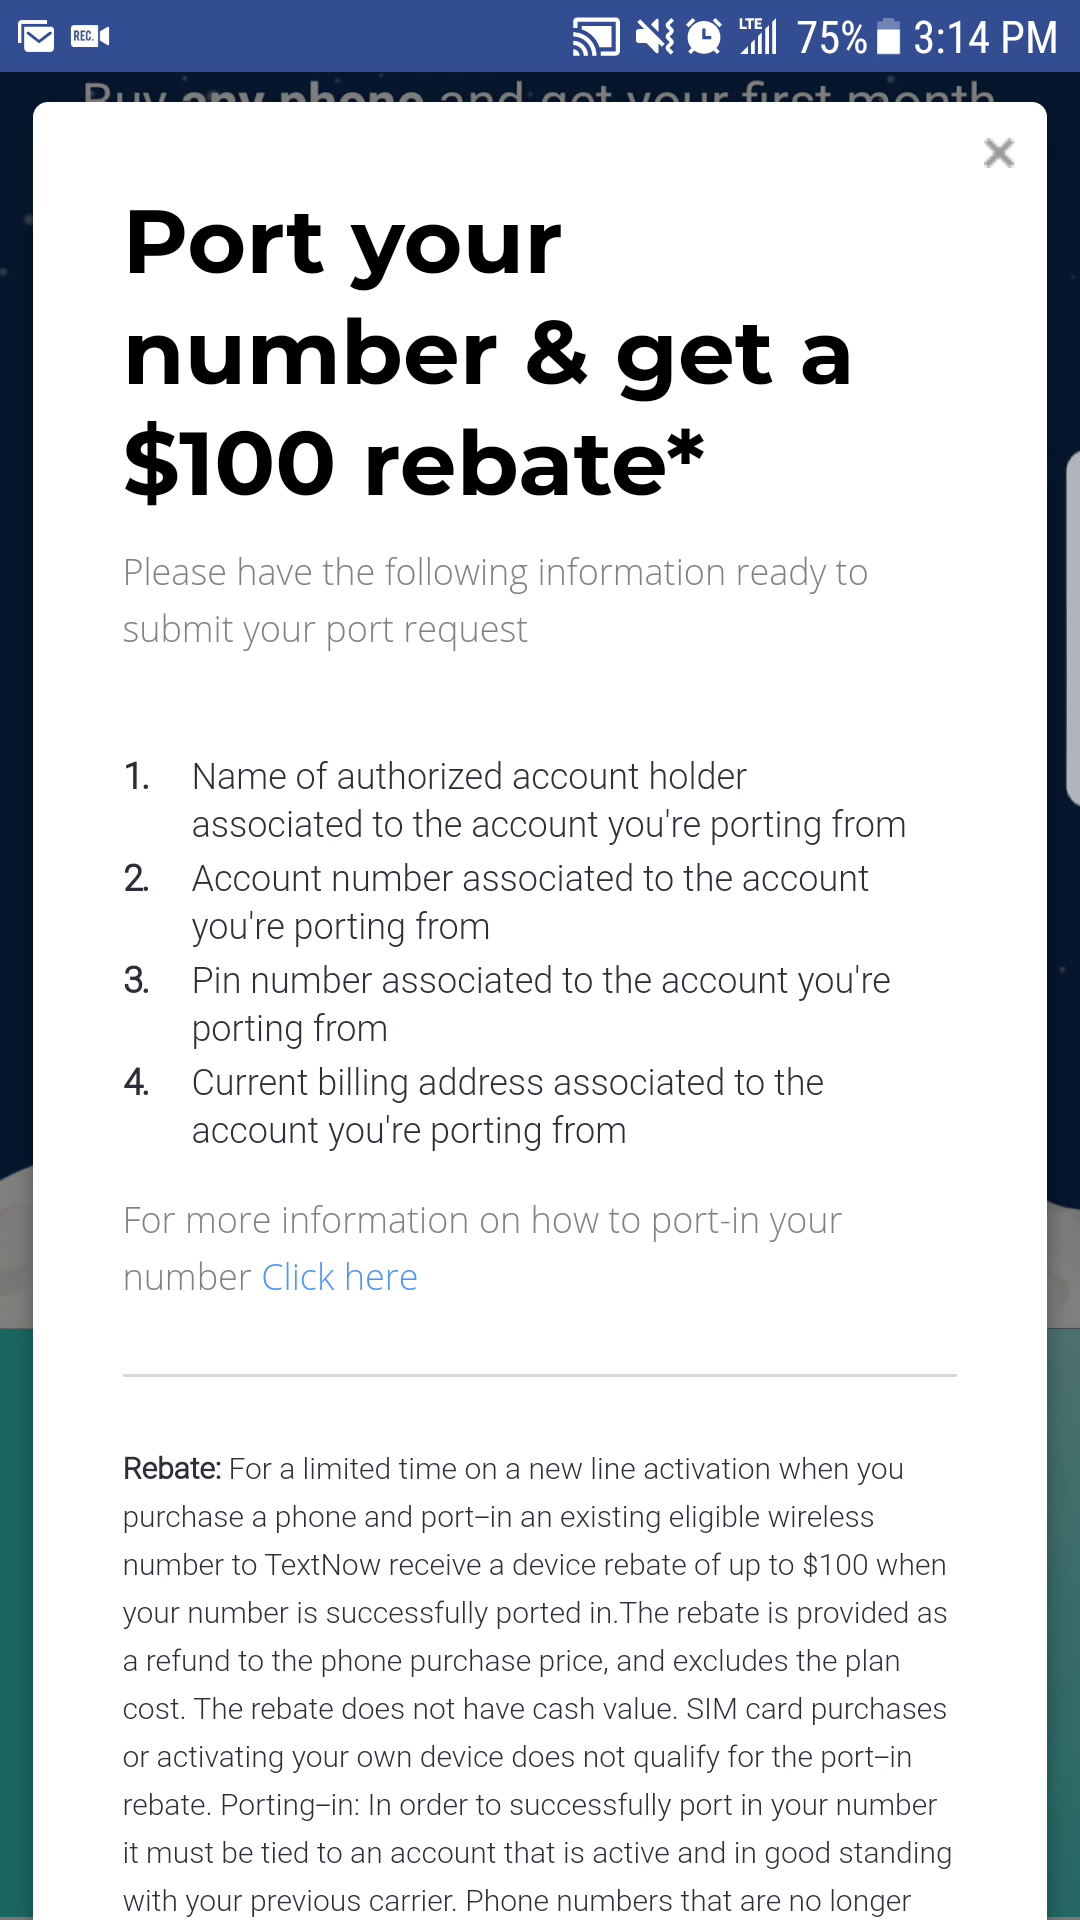 REC. LTE 75% 3:14 PM
Buy any phone and get your first month
Port your
number & get a
$100 rebate*
Please have the following information ready to
submit your port request
1. Name of authorized account holder
associated to the account you're porting from
2. Account number associated to the account
you're porting from
3. Pin number associated to the account you're
porting from
4. Current billing address associated to the
account you're porting from
For more information on how to port-in your
number Click here
Rebate: For a limited time on a new line activation when you
purchase a phone and port–in an existing eligible wireless
number to TextNow receive a device rebate of up to $100 when
your number is successfully ported in.The rebate is provided as
a refund to the phone purchase price, and excludes the plan
cost. The rebate does not have cash value. SIM card purchases
or activating your own device does not qualify for the port–in
rebate. Porting–in: In order to successfully port in your number
it must be tied to an account that is active and in good standing
with your previous carrier. Phone numbers that are no longer